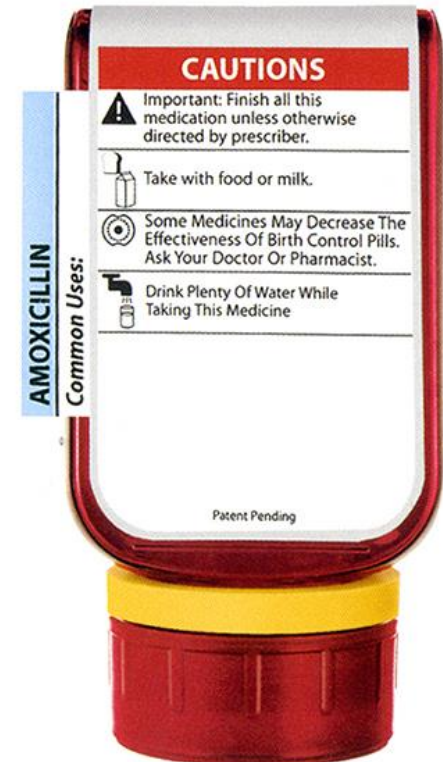 CAUTIONS
Important: Finish all this
medication unless otherwise
directed by prescriber.
Take with food or milk.
Some Medicines May Decrease The
Effectiveness Of Birth Control Pills.
Ask Your Doctor Or Pharmacist.
Drink Plenty Of Water While
Taking This Medicine
Patent Pending
AMOXICILLIN
Common Uses: